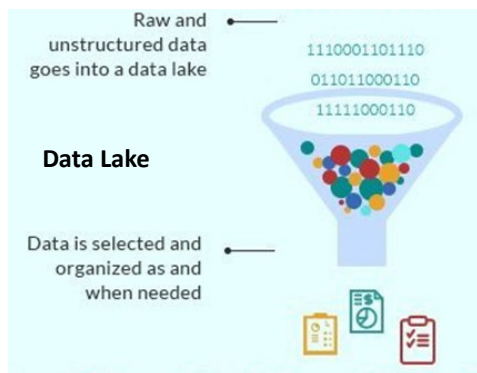 Raw and
unstructured data
goes into a data lake
1110001101110
011011000110
11111000110
Data Lake
Data is selected and
organized as and
when needed
$